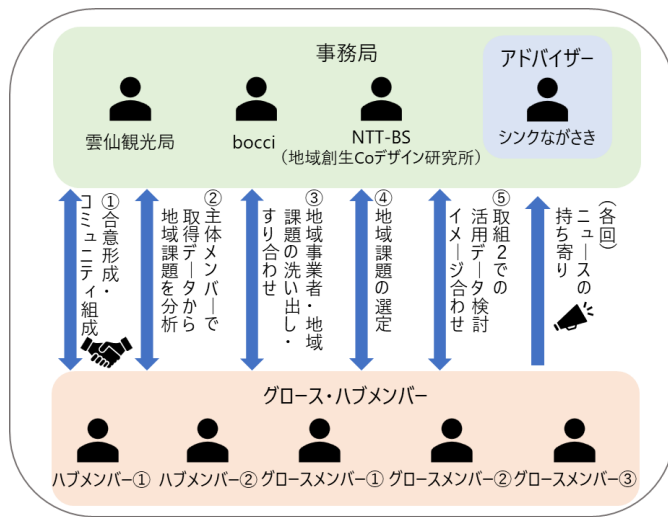 事務局
アドバイザー
雲仙観光局
bocci
NTT-BS
（地域創生Coデザイン研究所）
シンクながさき
①合意形成・
コミュニティ組成
②主体メンバーで
取得データから
地域課題を分析
③地域事業者・地域
課題の洗い出し・
すり合わせ
④地域課題の選定
⑤取組２での
活用データ検討
イメージ合わせ
(各回)
ニュースの
持ち寄り
グロース・ハブメンバー
ハブメンバー①
ハブメンバー②
グロースメンバー①
グロースメンバー②
グロースメンバー③